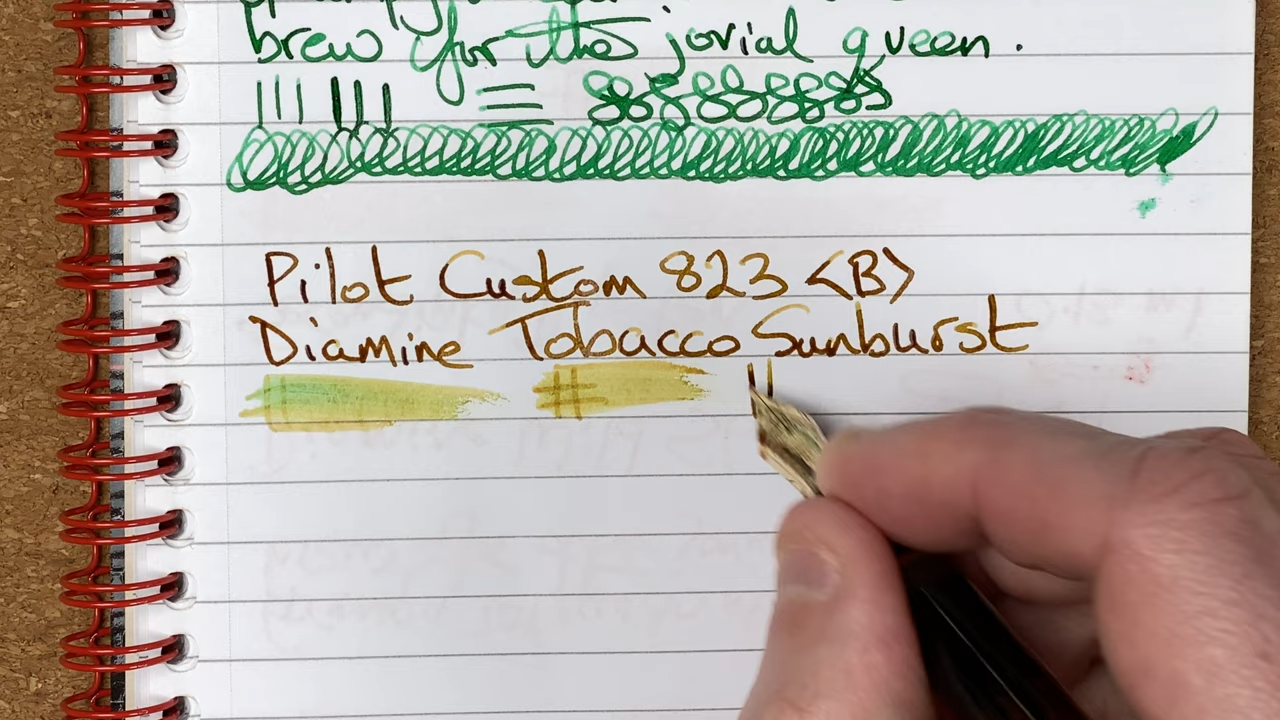 brew for the jovial queen.
Pilot Custom 823 <B>
Diamine Tobacco Sunburst